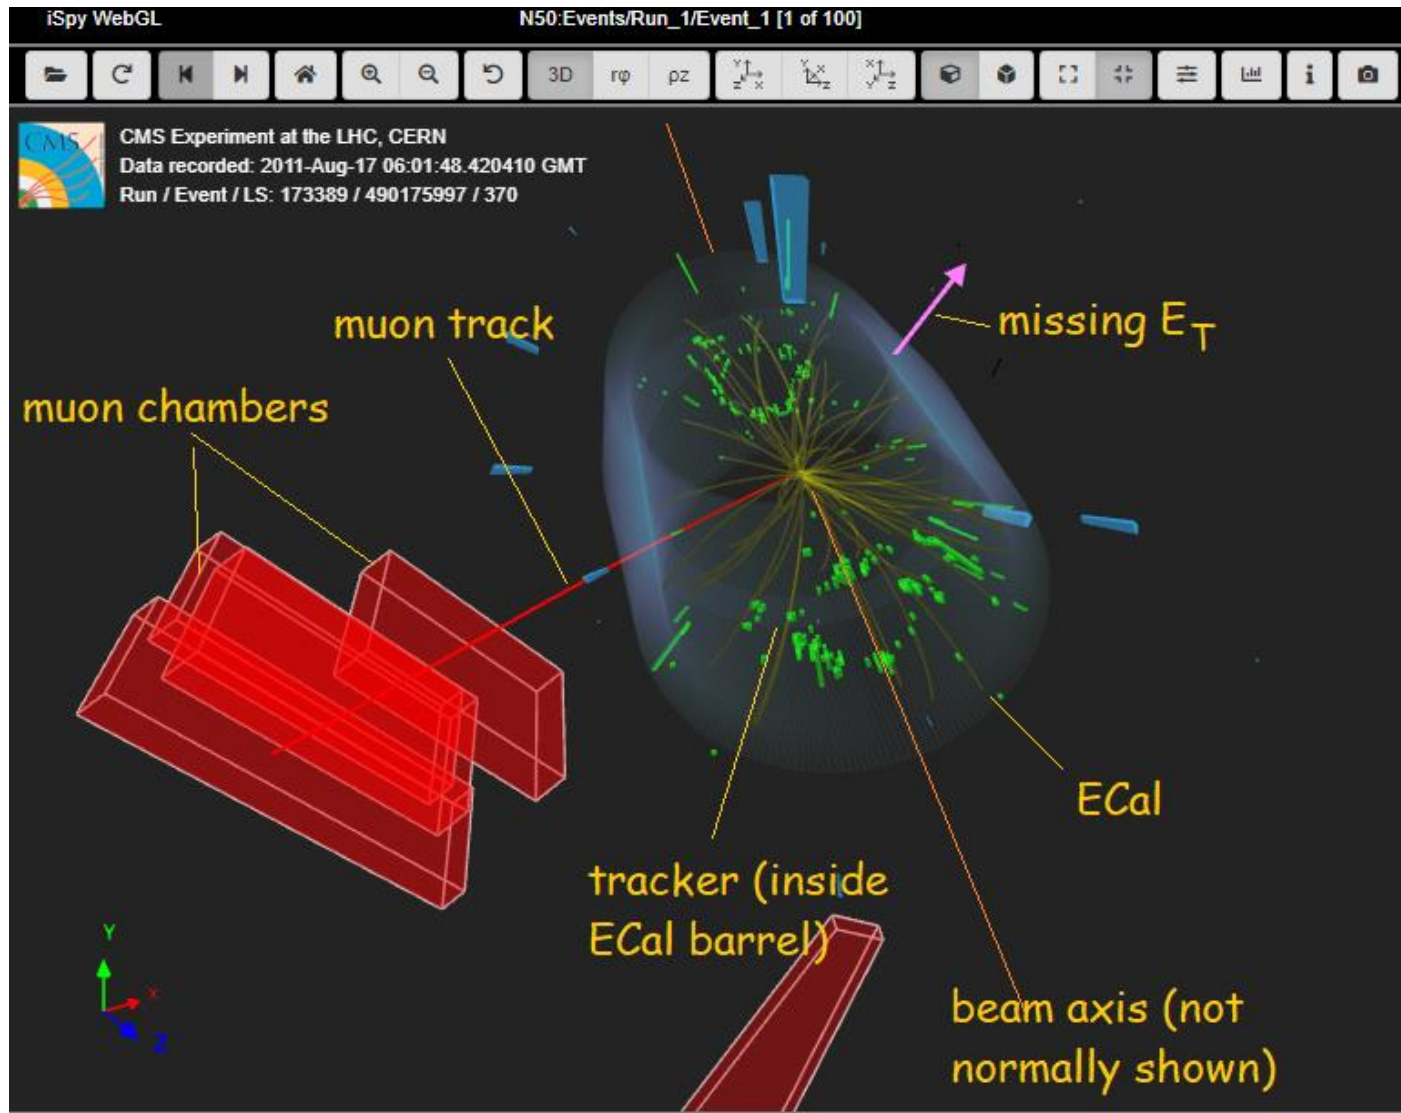 iSpy WebGL
N50:Events/Run_1/Event_1 [1 of 100]
3D
rφ
ρz
Y
Z
X
Y
X
Z
X
Y
Z
i
CMS
CMS Experiment at the LHC, CERN
Data recorded: 2011-Aug-17 06:01:48.420410 GMT
Run / Event / LS: 173389 / 490175997 / 370
missing ET
muon track
muon chambers
ECal
tracker (inside
ECal barrel)
Y
x
Z
beam axis (not
normally shown)